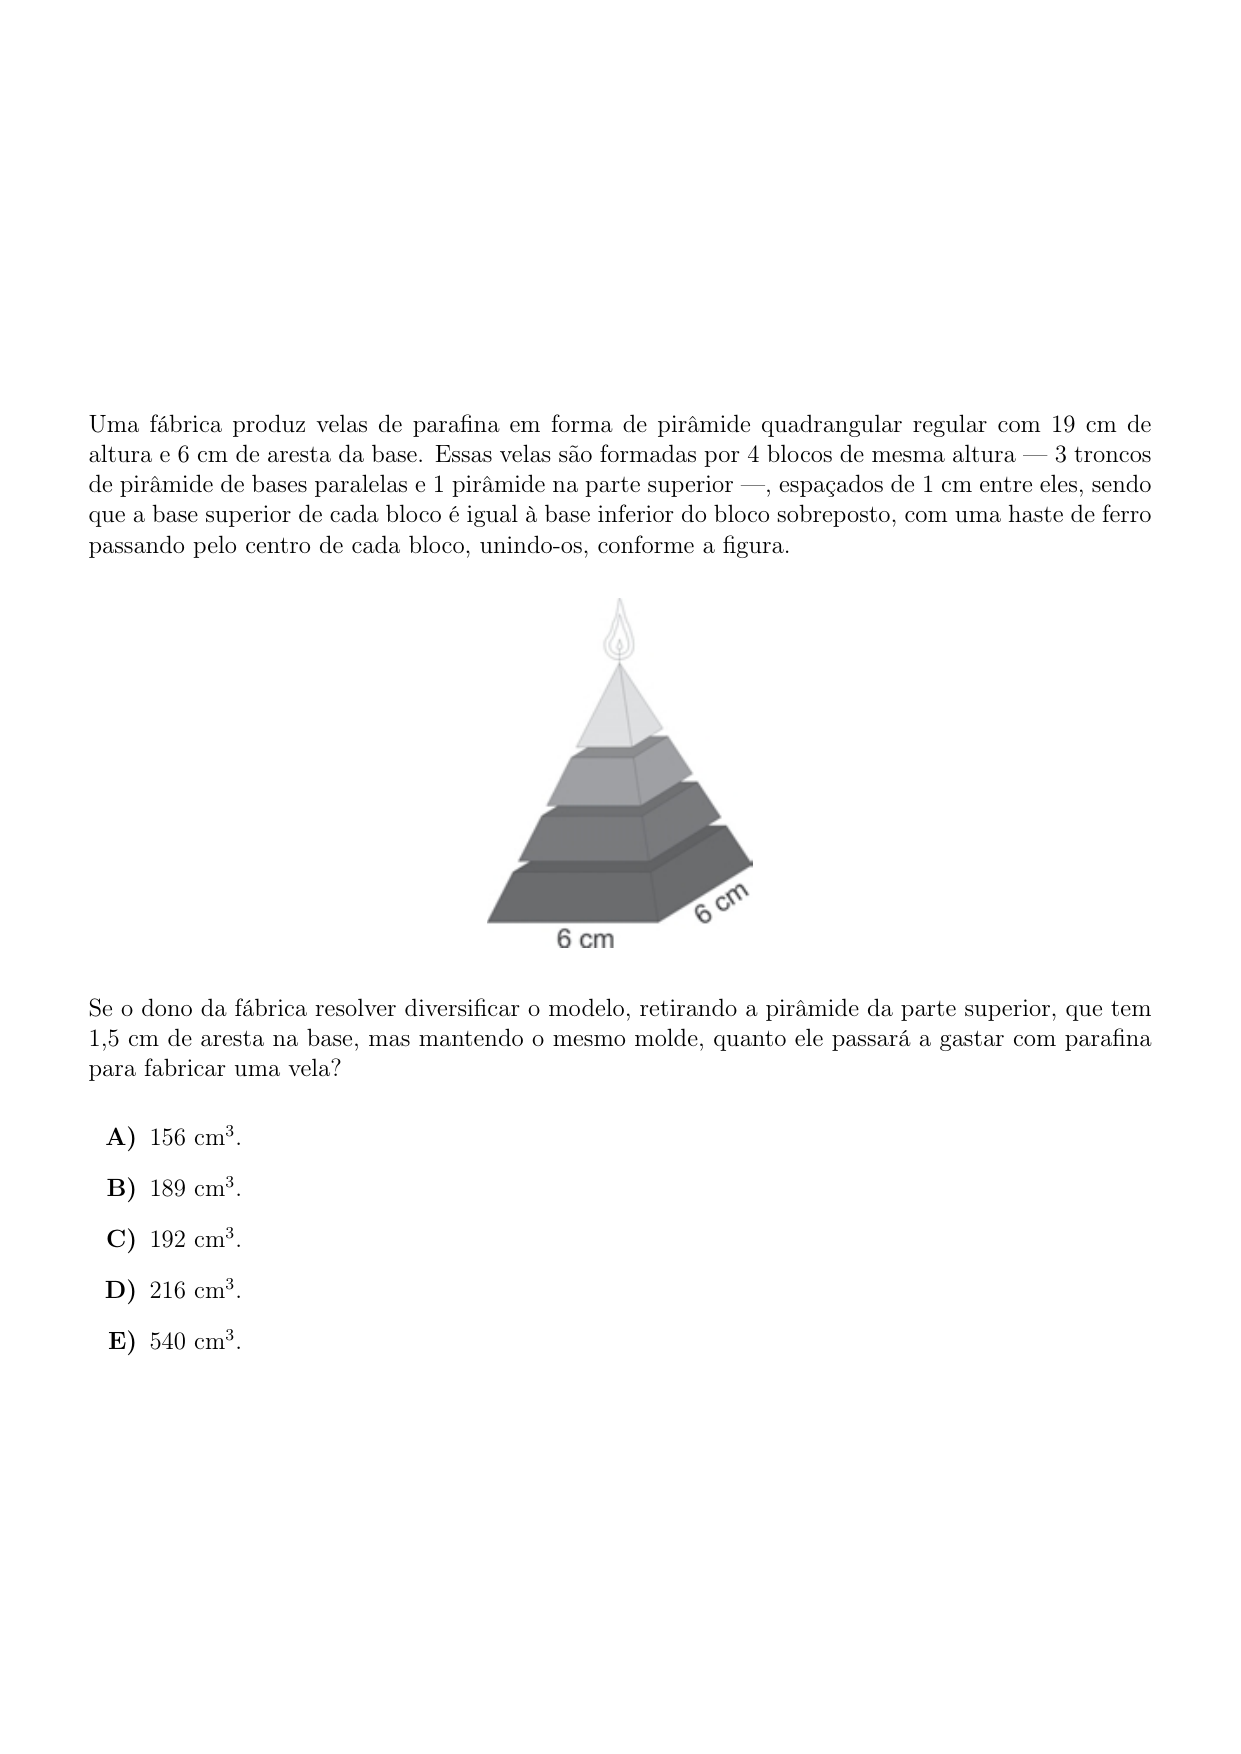 Uma fábrica produz velas de parafina em forma de pirâmide quadrangular regular com 19 cm de
altura e 6 cm de aresta da base. Essas velas são formadas por 4 blocos de mesma altura — 3 troncos
de pirâmide de bases paralelas e 1 pirâmide na parte superior —, espaçados de 1 cm entre eles, sendo
que a base superior de cada bloco é igual à base inferior do bloco sobreposto, com uma haste de ferro
passando pelo centro de cada bloco, unindo-os, conforme a figura.
6 cm
6 cm
Se o dono da fábrica resolver diversificar o modelo, retirando a pirâmide da parte superior, que tem
1,5 cm de aresta na base, mas mantendo o mesmo molde, quanto ele passará a gastar com parafina
para fabricar uma vela?
A) 156 cm³.
B) 189 cm³.
C) 192 cm³.
D) 216 cm³.
E) 540 cm³.